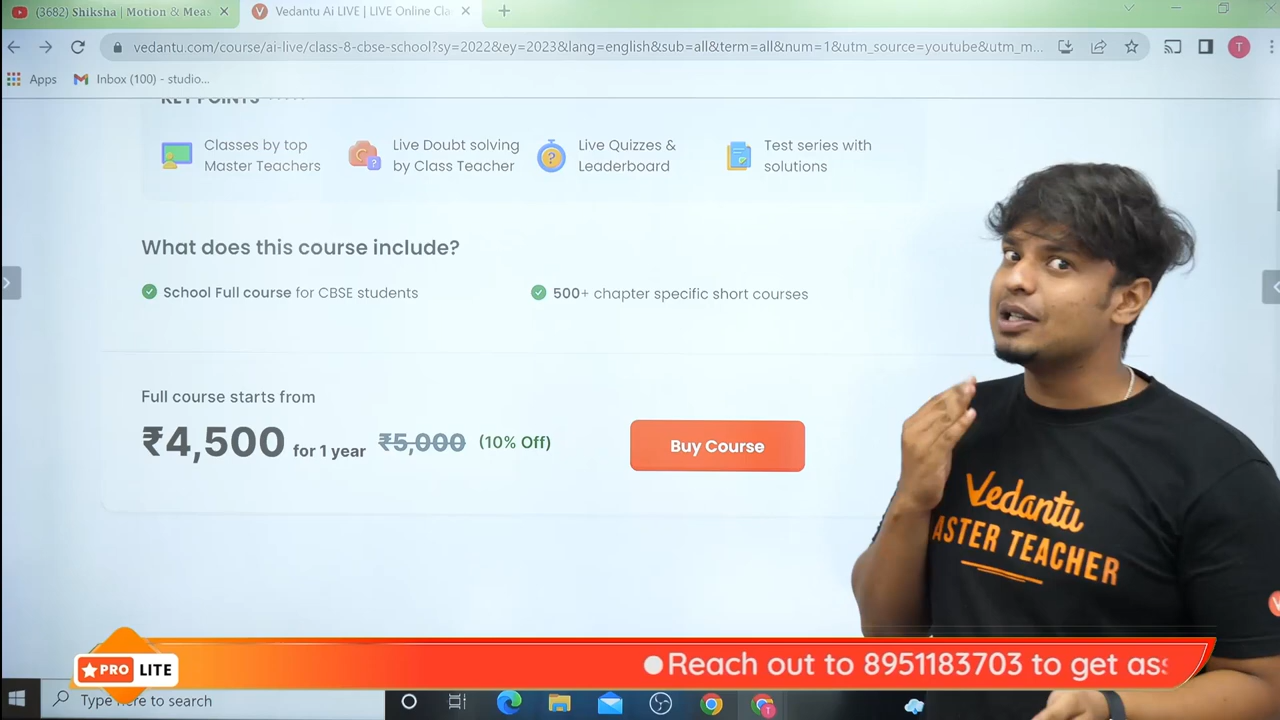 (3682) Shiksha | Motion & Meas
Vedantu Ai LIVE | LIVE Online Cla
vedantu.com/course/ai-live/class-8-cbse-school?sy=2022&ey=2023&lang=english&sub=all&term=all&num=1&utm_source=youtube&utm_m...
T
Apps
Inbox (100) - studio...
KEY POINTS
Classes by top
Master Teachers
Live Doubt solving
by Class Teacher
Live Quizzes &
Leaderboard
Test series with
solutions
What does this course include?
School Full course for CBSE students
500+ chapter specific short courses
Full course starts from
₹4,500 for 1 year ₹5,000 (10% Off)
Buy Course
Vedantu
ASTER TEACHER
PRO LITE
Reach out to 8951183703 to get ass
Type here to search